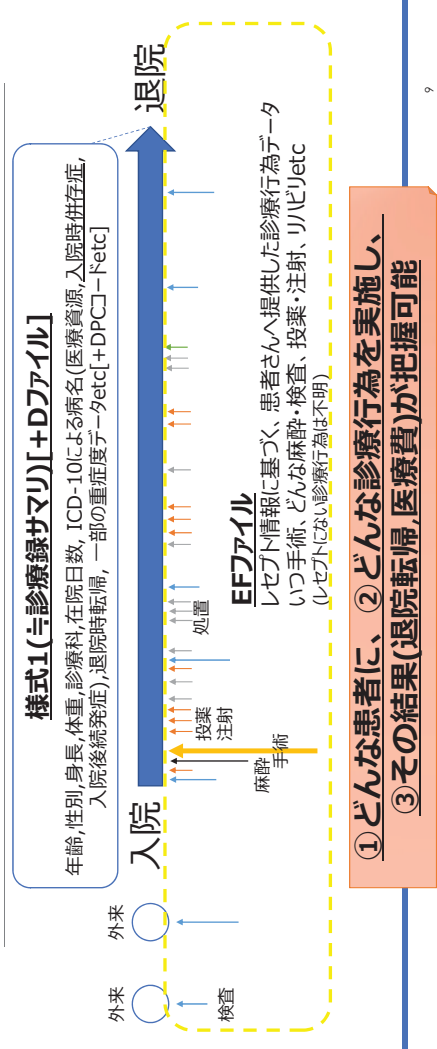 様式1(≒診療録サマリ)[+Dファイル]
年齢,性別,身長,体重,診療科,在院日数, ICD-10による病名(医療資源,入院時併存症,
入院後続発症),退院時転帰, 一部の重症度データetc[+DPCコードetc]
外来
外来
入院
退院
検査
麻酔
手術
投薬
注射
処置
EFファイル
レセプト情報に基づく、患者さんへ提供した診療行為データ
いつ手術、どんな麻酔・検査、投薬・注射、リハビリetc
(レセプトにない診療行為は不明)
①どんな患者に、②どんな診療行為を実施し、
③その結果(退院転帰,医療費)が把握可能
9